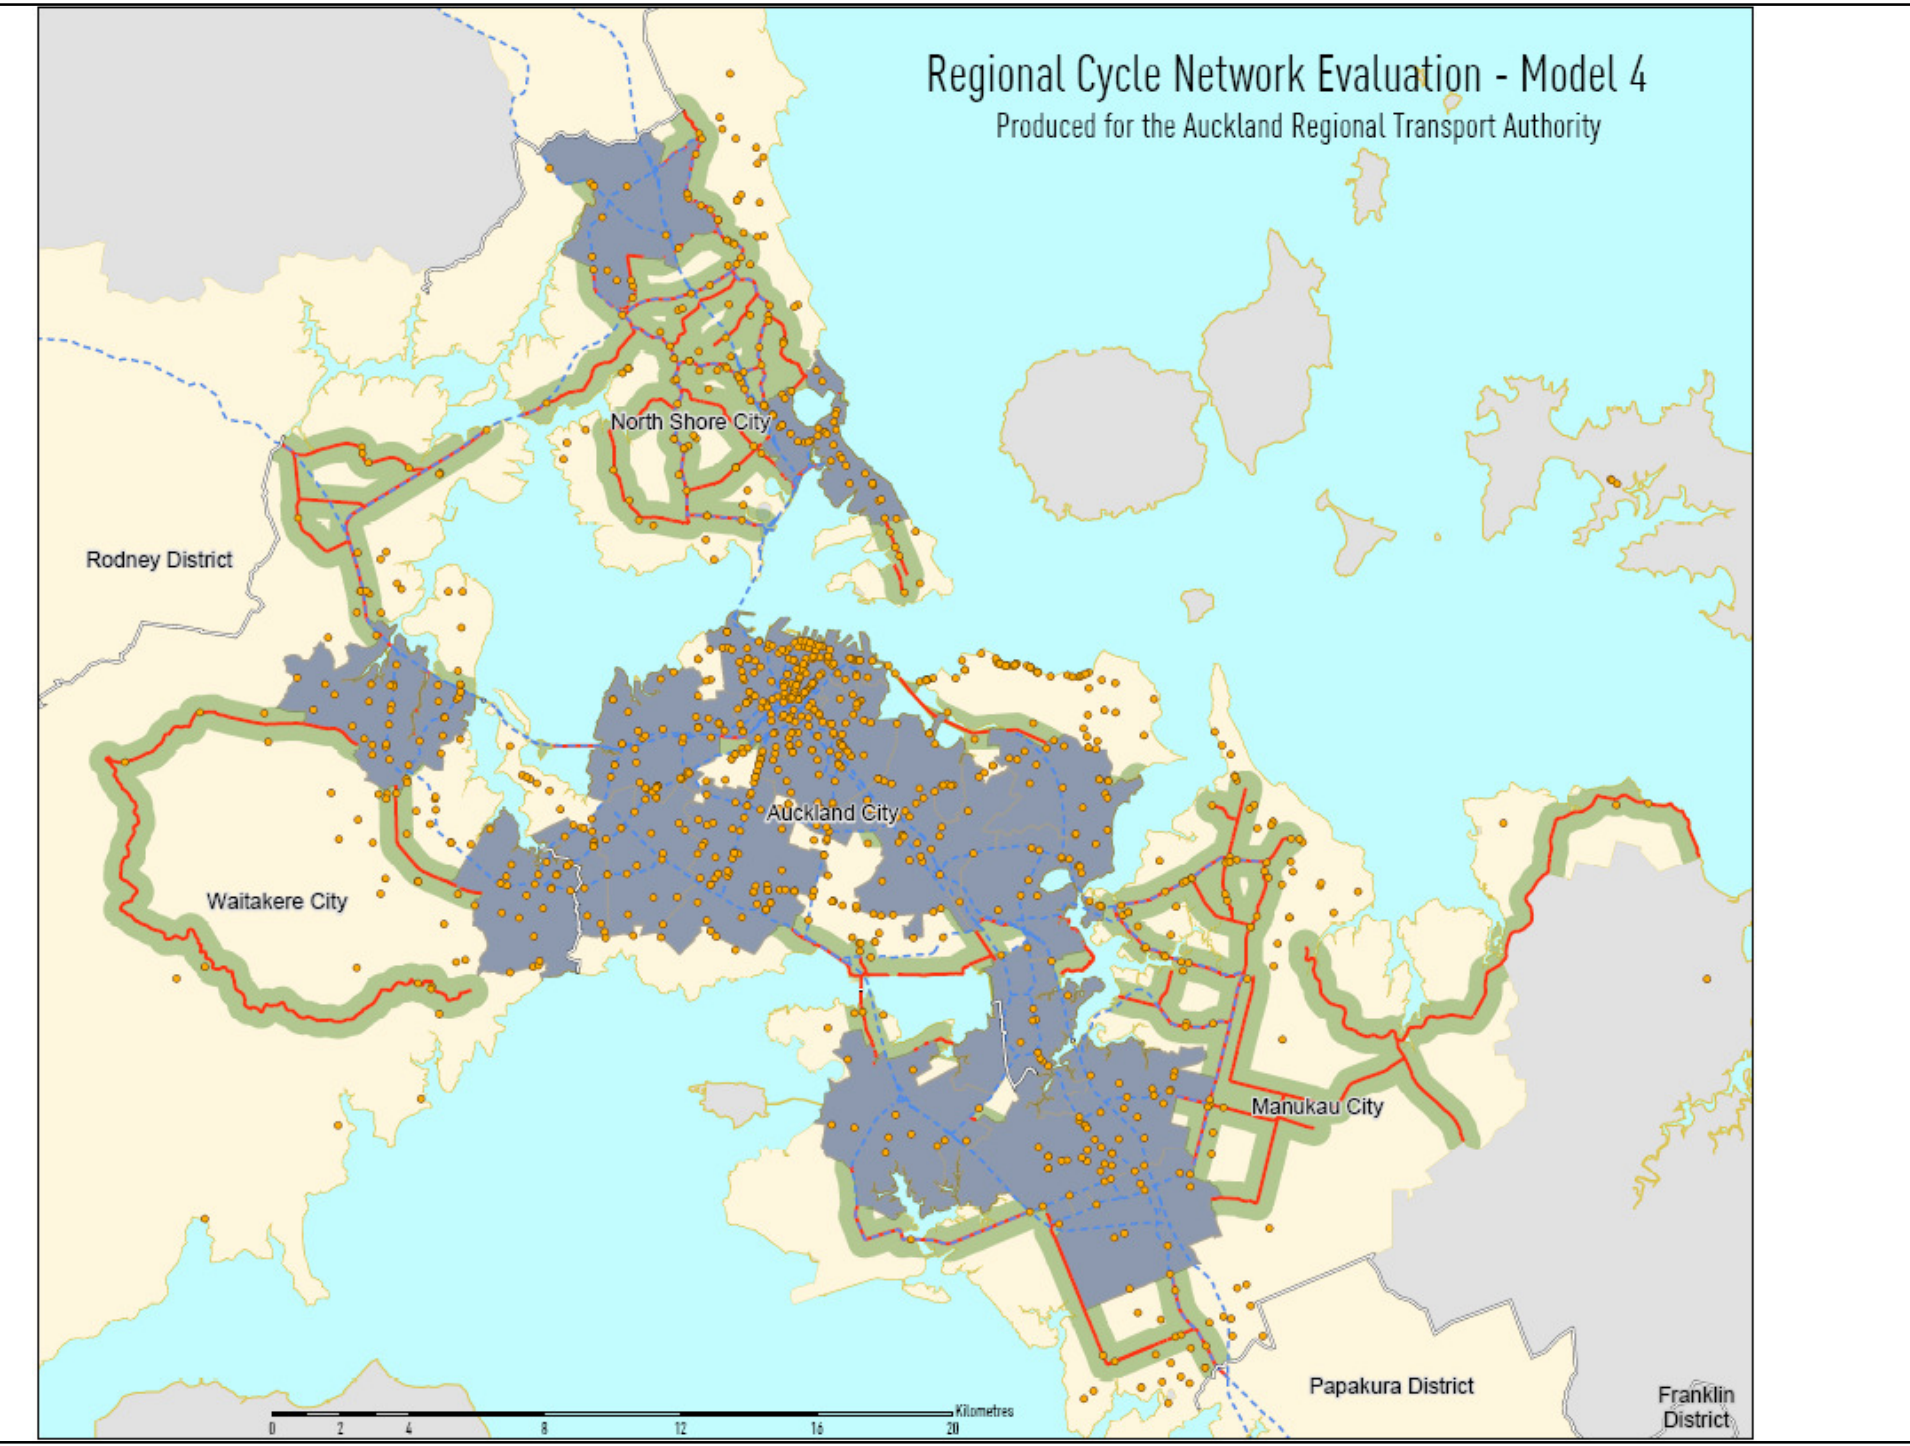 Regional Cycle Network Evaluation - Model 4
Produced for the Auckland Regional Transport Authority
North Shore City
Rodney District
Auckland City
Waitakere City
Manukau City
Papakura District
Franklin
District
Kilometres
0 2 4 8 12 16 20